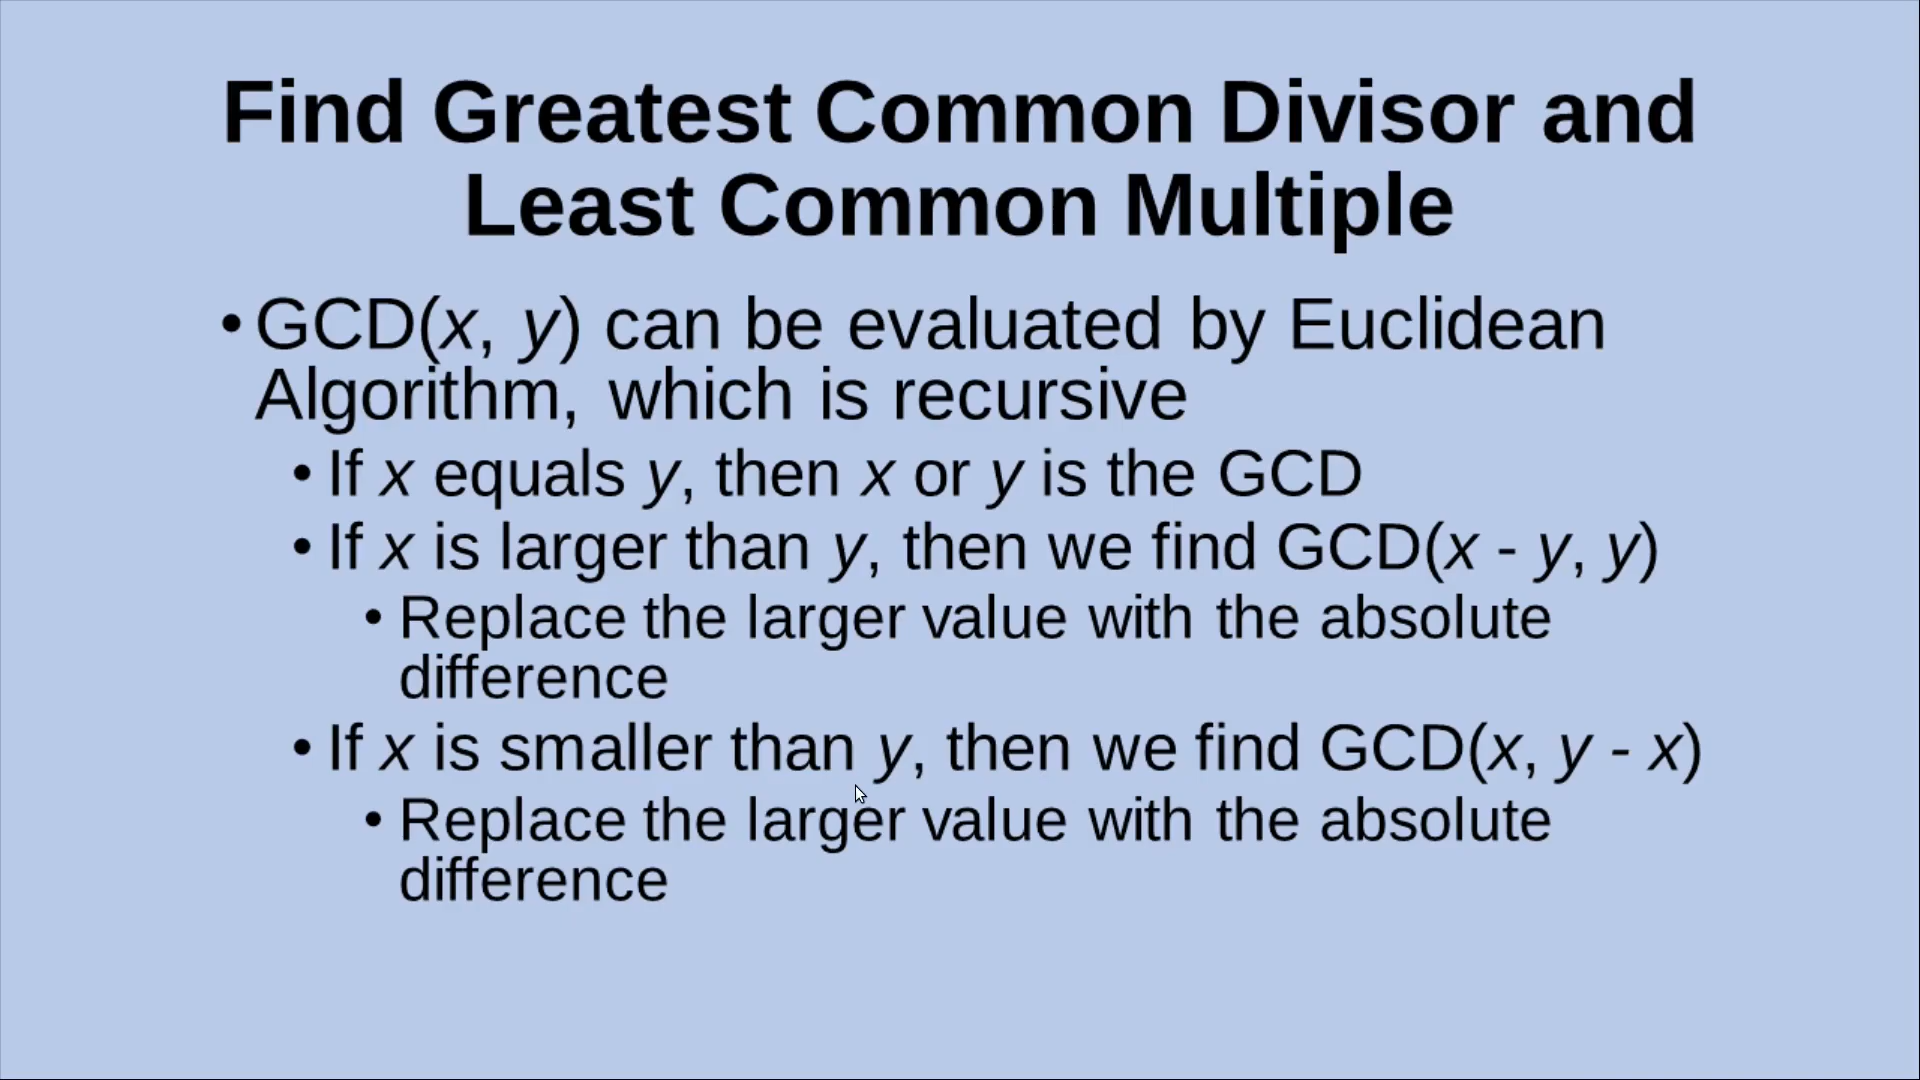 Find Greatest Common Divisor and
Least Common Multiple
• GCD(x, y) can be evaluated by Euclidean
Algorithm, which is recursive
• If x equals y, then x or y is the GCD
• If x is larger than y, then we find GCD(x - y, y)
• Replace the larger value with the absolute
difference
• If x is smaller than y, then we find GCD(x, y - x)
• Replace the larger value with the absolute
difference